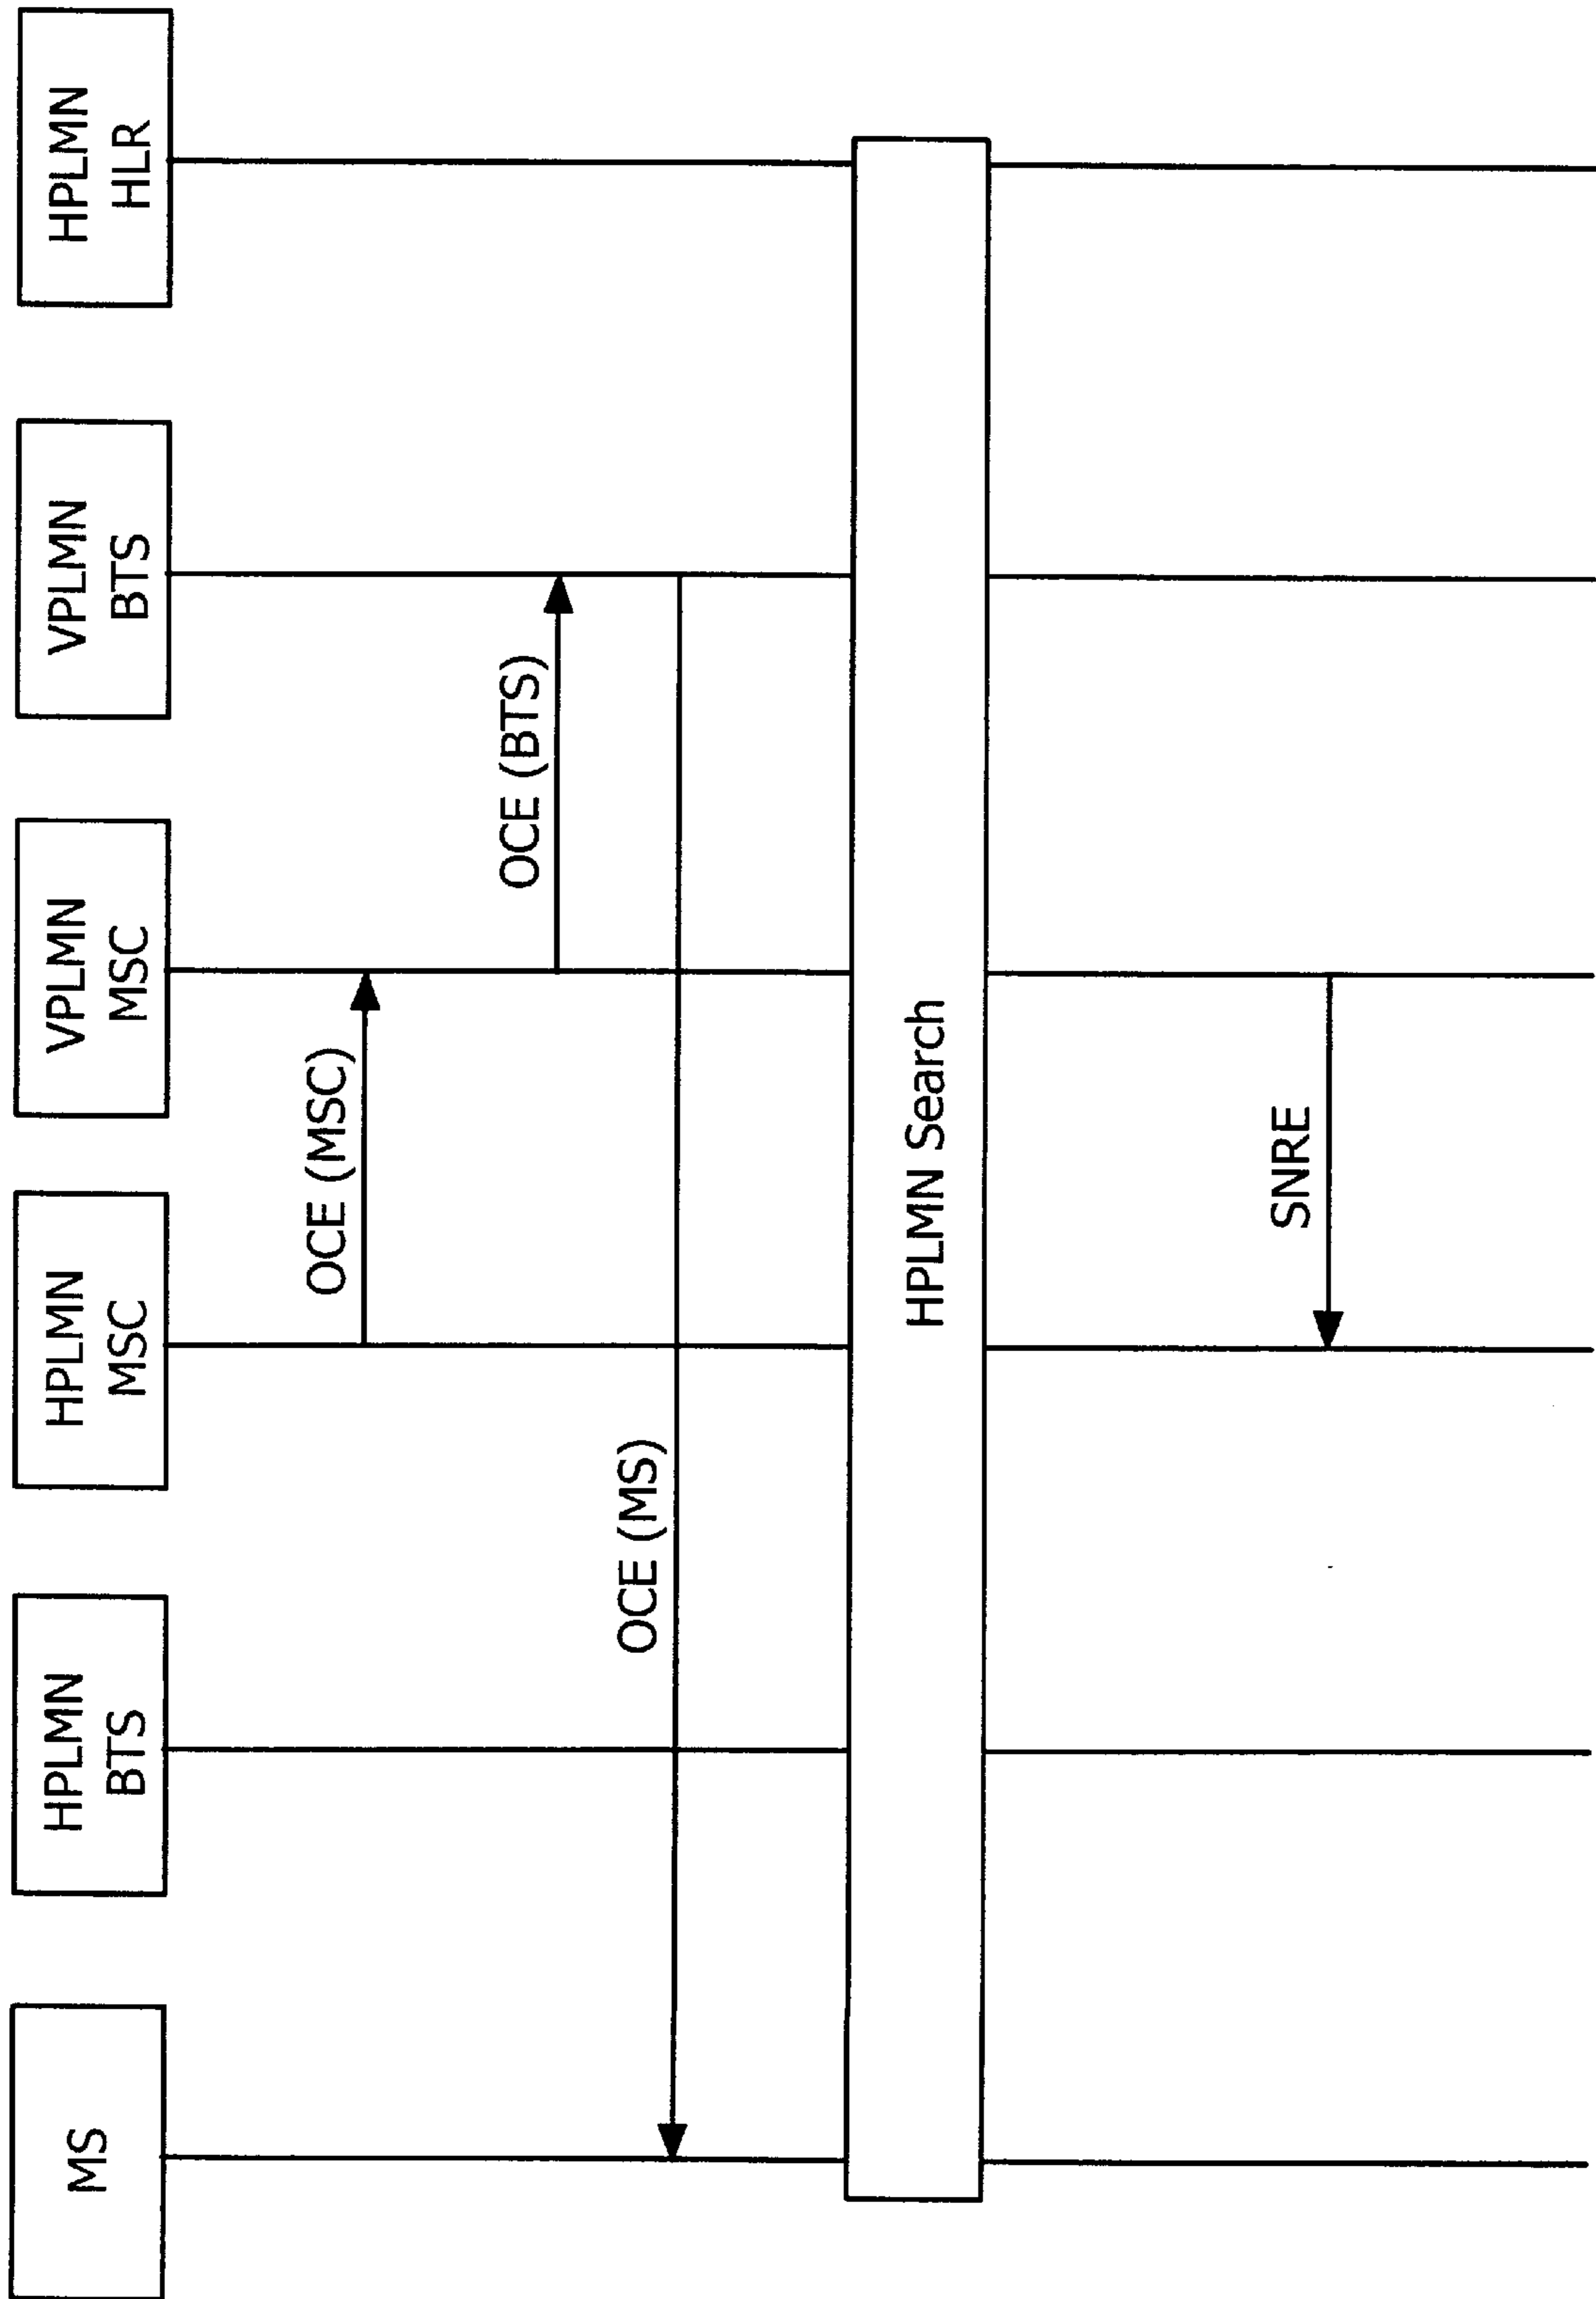 MS
HPLMN
BTS
HPLMN
MSC
VPLMN
MSC
VPLMN
BTS
HPLMN
HLR
OCE (MSC)
OCE (BTS)
OCE (MS)
HPLMN Search
SNRE